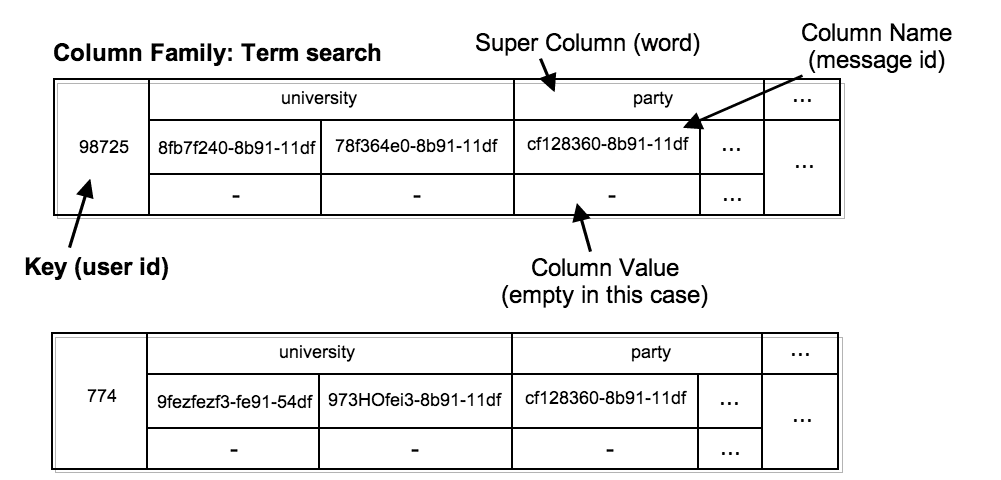 Column Family: Term search
Super Column (word)
Column Name
(message id)
university
party
...
98725
8fb7f240-8b91-11df
78f364e0-8b91-11df
cf128360-8b91-11df
...
...
-
-
-
...
Key (user id)
Column Value
(empty in this case)
university
party
...
774
9fezfezf3-fe91-54df
973HOfei3-8b91-11df
cf128360-8b91-11df
...
...
-
-
-
...